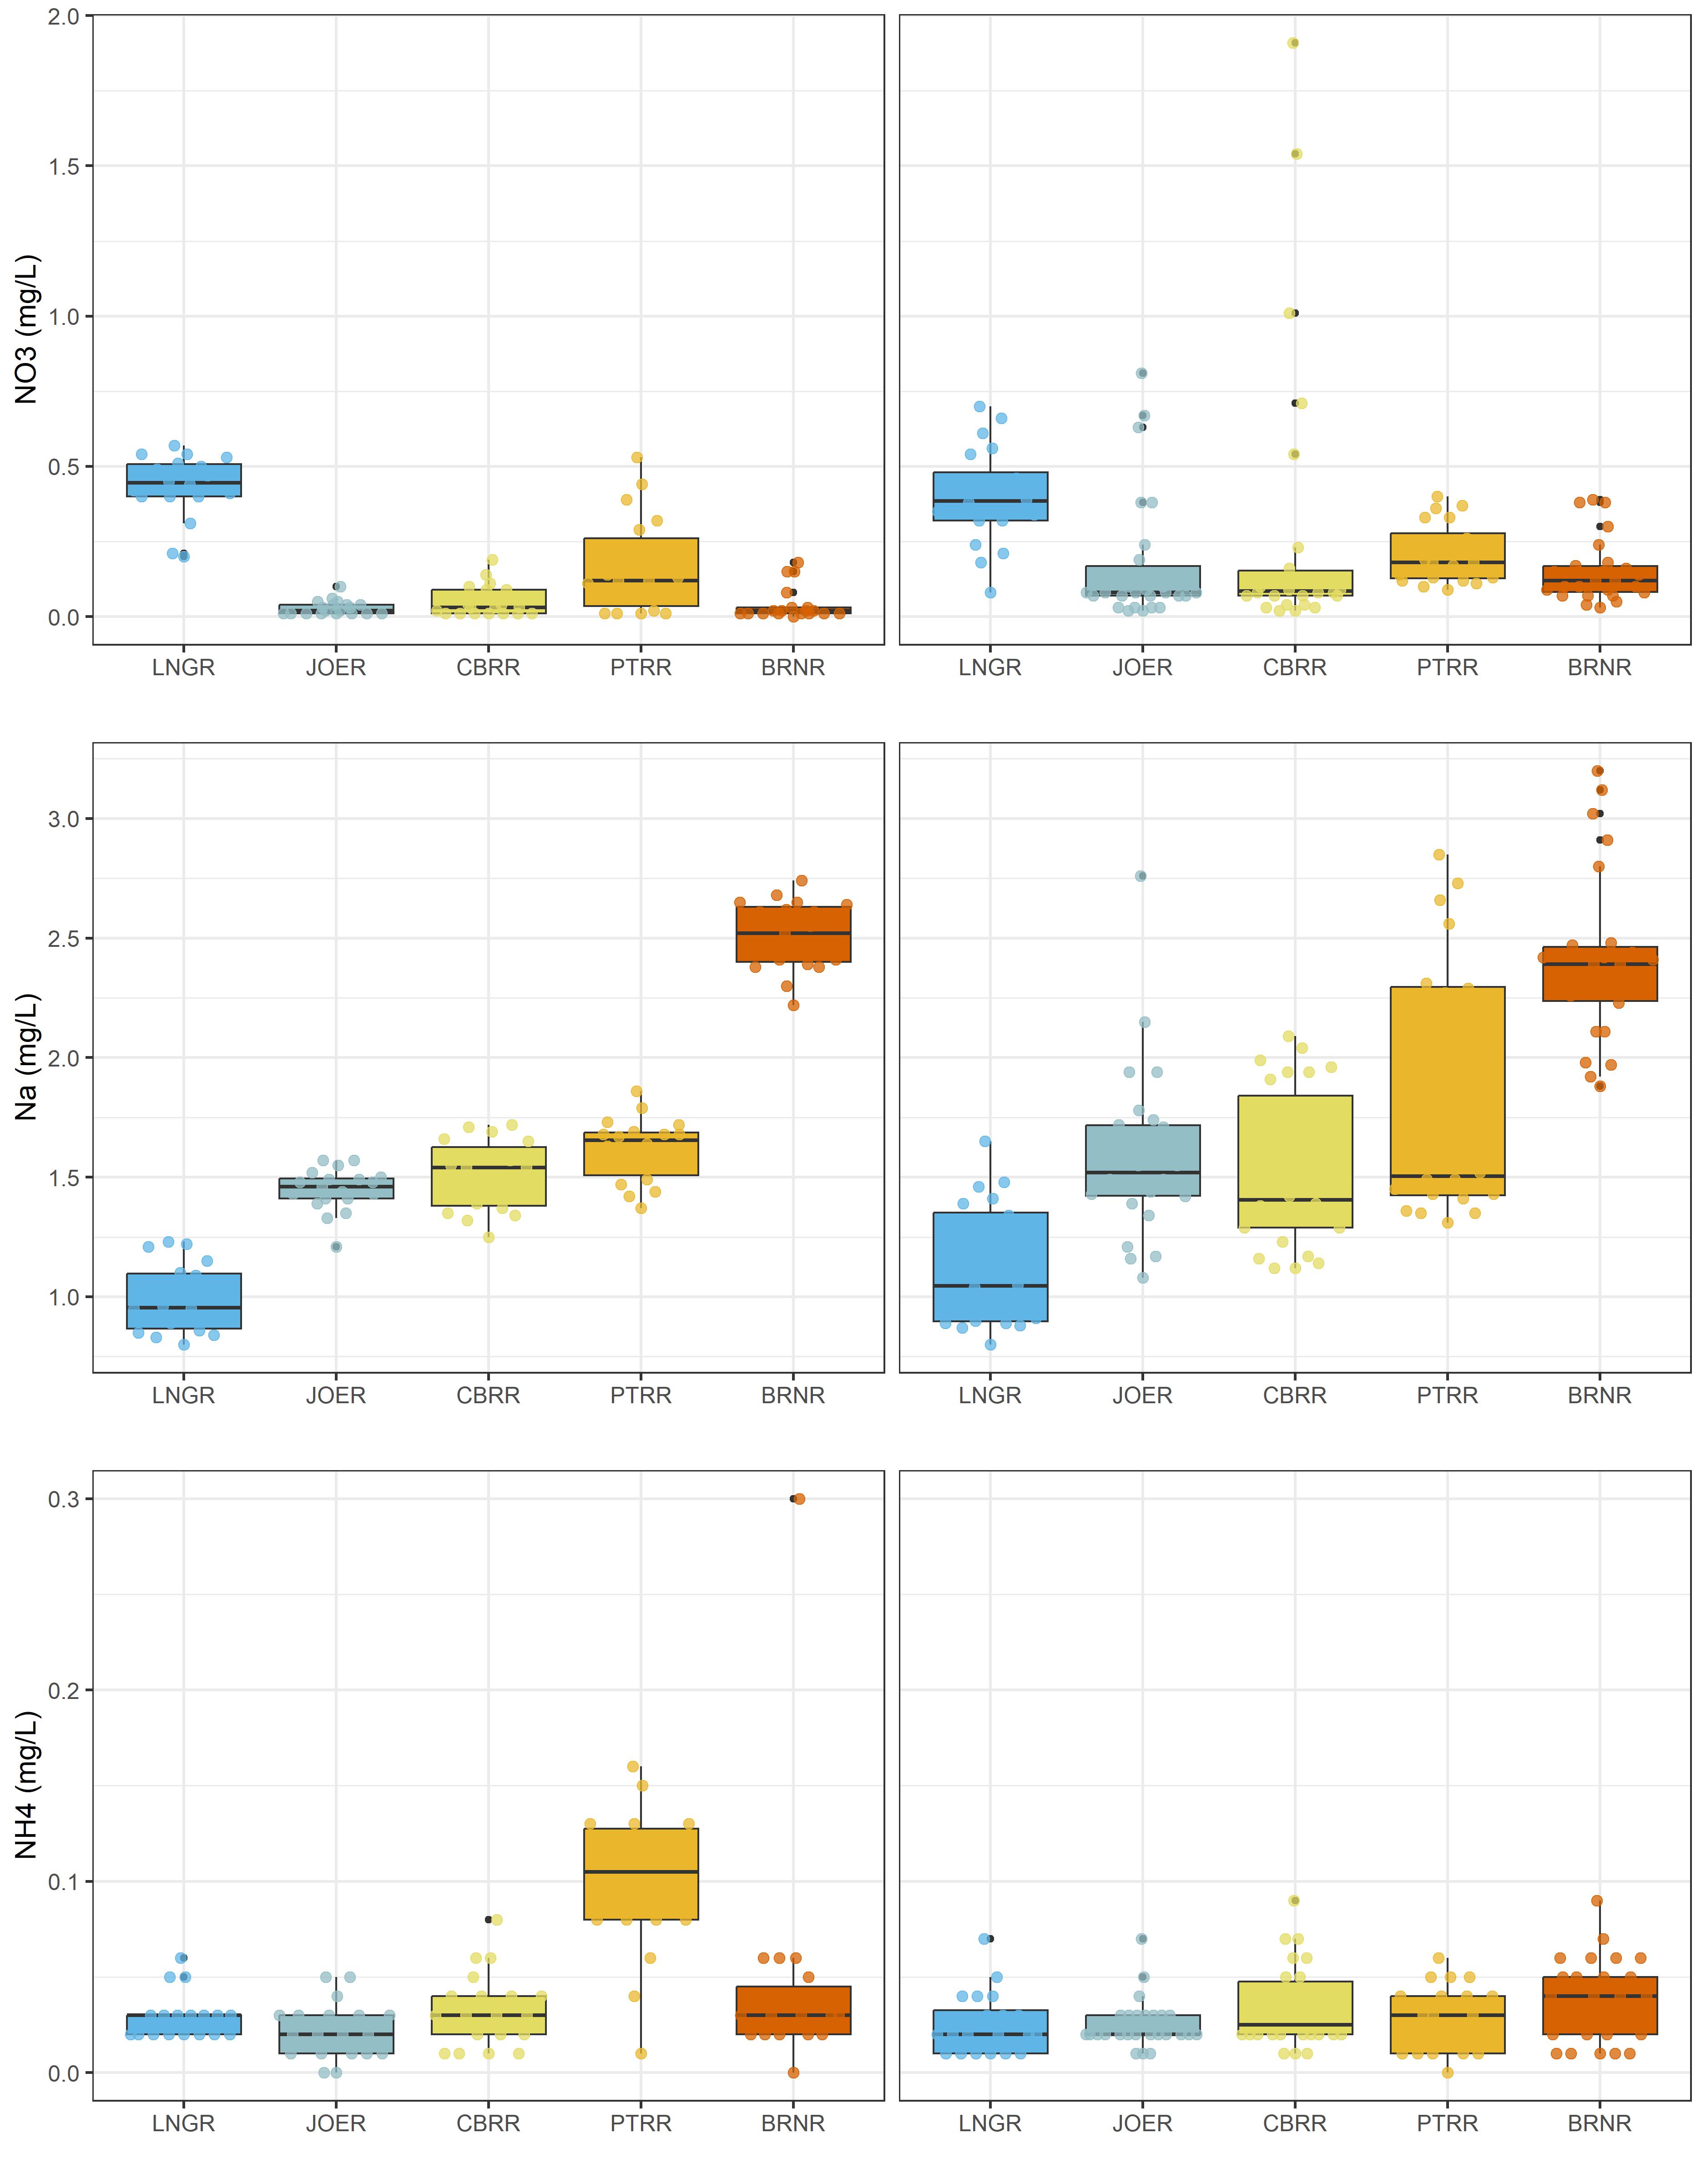 NO3 (mg/L)
2.0
1.5
1.0
0.5
0.0
LNGR JOER CBRR PTRR BRNR LNGR JOER CBRR PTRR BRNR
Na (mg/L)
3.0
2.5
2.0
1.5
1.0
LNGR JOER CBRR PTRR BRNR LNGR JOER CBRR PTRR BRNR
NH4 (mg/L)
0.3
0.2
0.1
0.0
LNGR JOER CBRR PTRR BRNR LNGR JOER CBRR PTRR BRNR